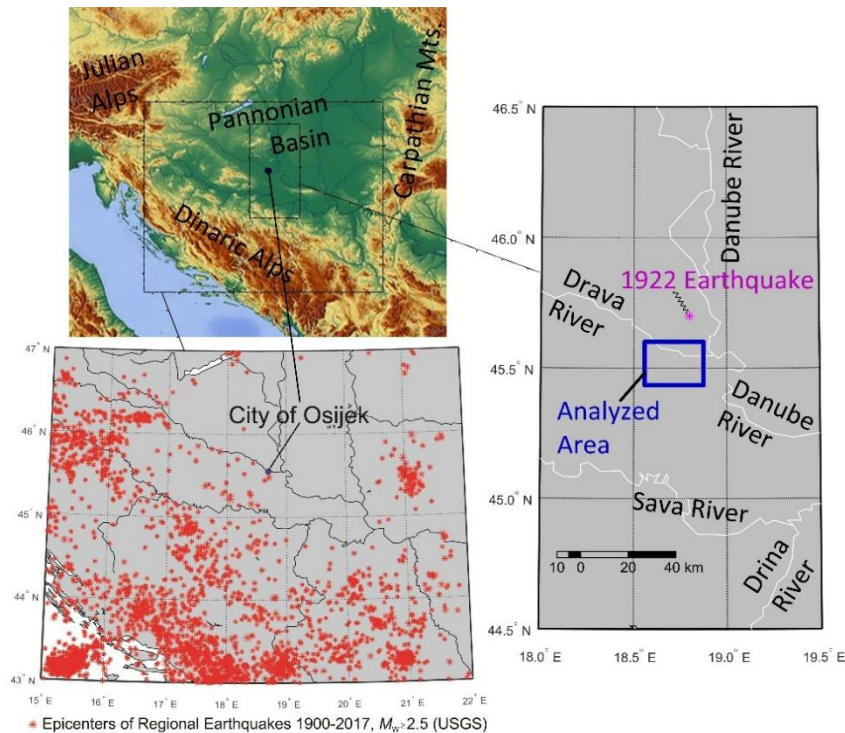 Julian
Alps
Pannonian
Basin
Carpathian Mts.
Dinaric Alps
47° N
46° N
45° N
44° N
43° N
City of Osijek
15° E
16° E
17° E
18° E
19° E
20° E
21° E
22° E
* Epicenters of Regional Earthquakes 1900-2017, Mw>2.5 (USGS)
46.5° N
46.0° N
45.5° N
45.0° N
44.5° N
Danube River
1922 Earthquake
Drava
River
Analyzed
Area
Danube
River
Sava River
Drina
River
10 0 20 40 km
18.0° E
18.5° E
19.0° E
19.5° E